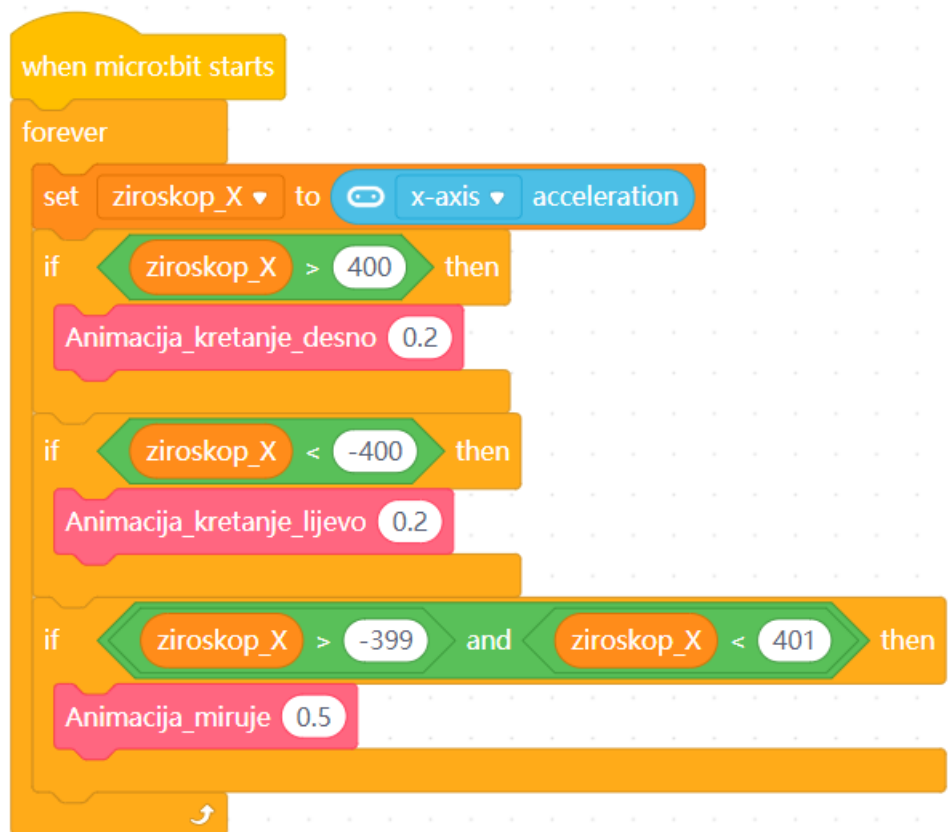 when micro:bit starts
forever
set ziroskop_X to x-axis acceleration
if ziroskop_X > 400 then
Animacija_kretanje_desno 0.2
if ziroskop_X < -400 then
Animacija_kretanje_lijevo 0.2
if ziroskop_X > -399 and ziroskop_X < 401 then
Animacija_miruje 0.5